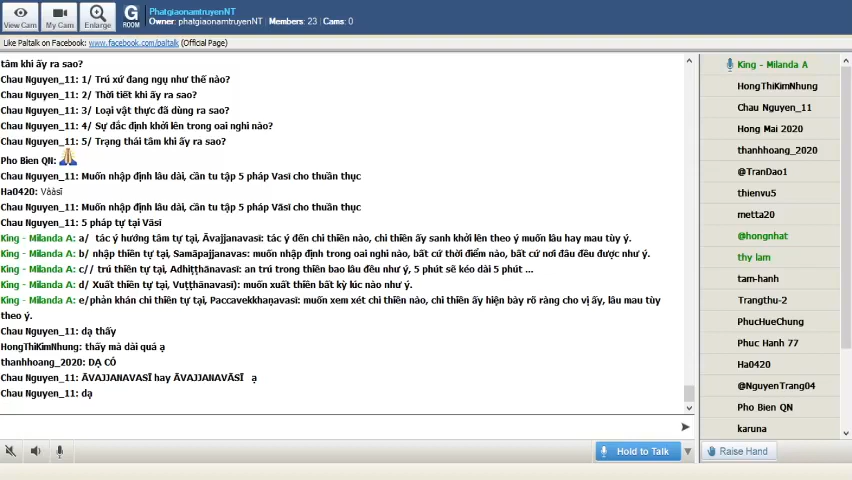 View Cam
My Cam
Enlarge
G
ROOM
PhatgiaonamtruyenNT
Owner: phatgiaonamtruyenNT | Members: 23 | Cams: 0
Like Paltalk on Facebook: www.facebook.com/paltalk (Official Page)
tâm khi ấy ra sao?
Chau Nguyen_11: 1/ Trú xứ đang ngụ như thế nào?
Chau Nguyen_11: 2/ Thời tiết khi ấy ra sao?
Chau Nguyen_11: 3/ Loại vật thực đã dùng ra sao?
Chau Nguyen_11: 4/ Sự đắc định khởi lên trong oai nghi nào?
Chau Nguyen_11: 5/ Trạng thái tâm khi ấy ra sao?
Pho Bien QN:
Chau Nguyen_11: Muốn nhập định lâu dài, cần tu tập 5 pháp Vasī cho thuần thục
Ha0420: Vâàsī
Chau Nguyen_11: Muốn nhập định lâu dài, cần tu tập 5 pháp Vāsī cho thuần thục
Chau Nguyen_11: 5 pháp tự tại Vāsī
King - Milanda A: a/ tác ý hướng tâm tự tại, Āvajjanavasī: tác ý đến chi thiền nào, chi thiền ấy sanh khởi lên theo ý muốn lâu hay mau tùy ý.
King - Milanda A: b/ nhập thiền tự tại, Samāpajjanavas: muốn nhập định trong oai nghi nào, bất cứ thời điểm nào, bất cứ nơi đâu đều được như ý.
King - Milanda A: c// trú thiền tự tại, Adhiṭṭhānavasī: an trú trong thiền bao lâu đều như ý, 5 phút sẽ kéo dài 5 phút ...
King - Milanda A: d/ Xuất thiền tự tại, Vuṭṭhānavasī): muốn xuất thiền bất kỳ lúc nào như ý.
King - Milanda A: e/phản khán chi thiền tự tại, Paccavekkhaṇavasī: muốn xem xét chi thiền nào, chi thiền ấy hiện bày rõ ràng cho vị ấy, lâu mau tùy
theo ý.
Chau Nguyen_11: dạ thấy
HongThiKimNhung: thấy mà dài quá ạ
thanhhoang_2020: DẠ CÓ
Chau Nguyen_11: ĀVAJJANAVASĪ hay ĀVAJJANAVĀSĪ ạ
Chau Nguyen_11: dạ
Hold to Talk
King - Milanda A
HongThiKimNhung
Chau Nguyen_11
Hong Mai 2020
thanhhoang_2020
@TranDao1
thienvu5
metta20
@hongnhat
thy lam
tam-hanh
Trangthu-2
PhucHueChung
Phuc Hanh 77
Ha0420
@NguyenTrang04
Pho Bien QN
karuna
Raise Hand